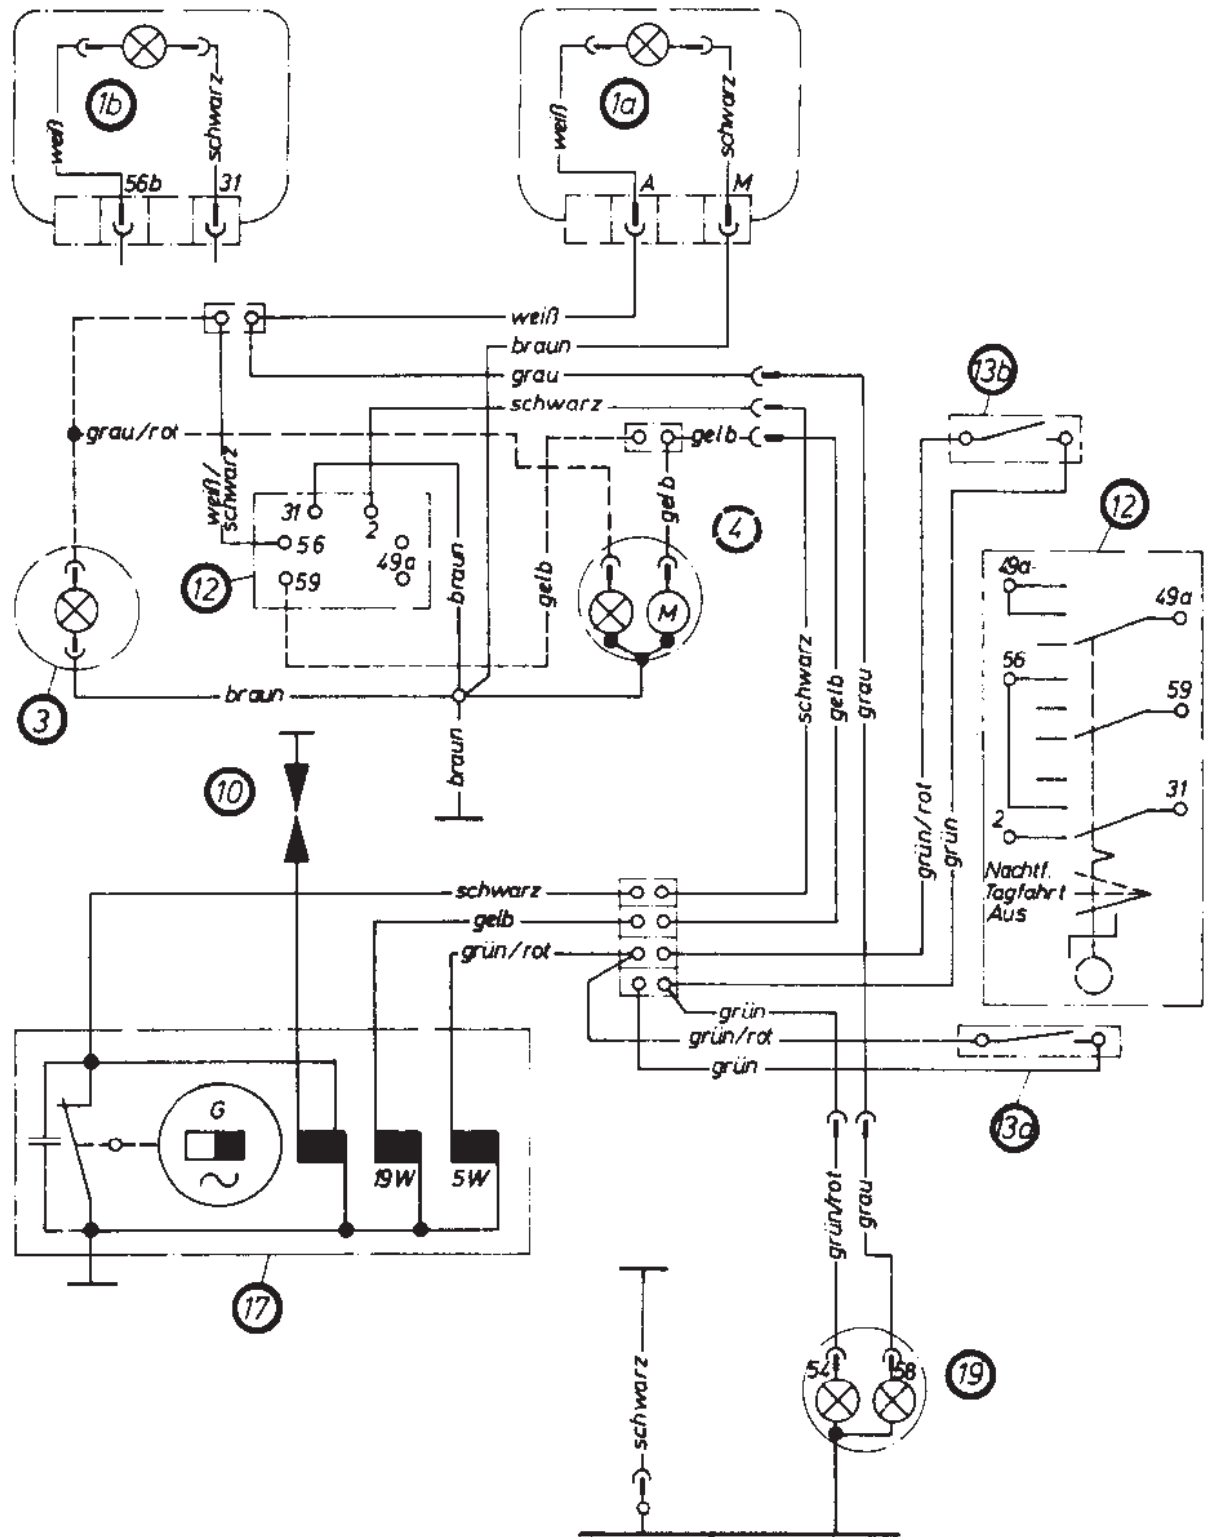 1b
weiß
schwarz
56b
31
1a
weiß
schwarz
A
M
weiß
braun
grau
schwarz
13b
grau/rot
gelb
weiß/
schwarz
gelb
4
12
31
2
56
49a
59
12
braun
gelb
M
49a
49a
56
59
3
braun
schwarz
gelb
grau
10
braun
31
2
grün/rot
grün
Nachtf.
Tagfahrt
Aus
schwarz
gelb
grün/rot
grün
grün/rot
grün
13a
G
19W
5W
grün/rot
grau
17
schwarz
54
58
19